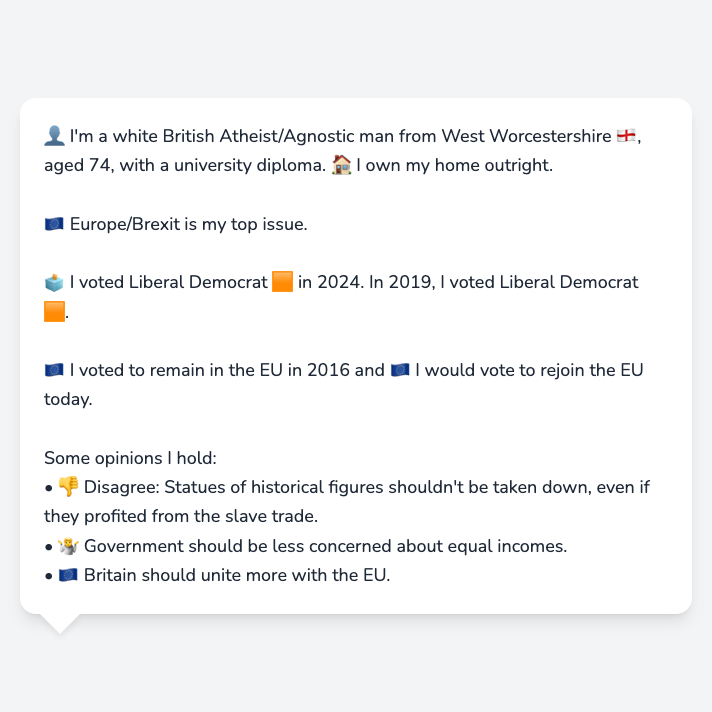 👤 I'm a white British Atheist/Agnostic man from West Worcestershire 🏴󠁧󠁢󠁥󠁮󠁧󠁿,
aged 74, with a university diploma. 🏠 I own my home outright.
🇪🇺 Europe/Brexit is my top issue.
🗳️ I voted Liberal Democrat 🟧 in 2024. In 2019, I voted Liberal Democrat
🟧.
🇪🇺 I voted to remain in the EU in 2016 and 🇪🇺 I would vote to rejoin the EU
today.
Some opinions I hold:
• 👎 Disagree: Statues of historical figures shouldn't be taken down, even if
they profited from the slave trade.
• 🤷 Government should be less concerned about equal incomes.
• 🇪🇺 Britain should unite more with the EU.